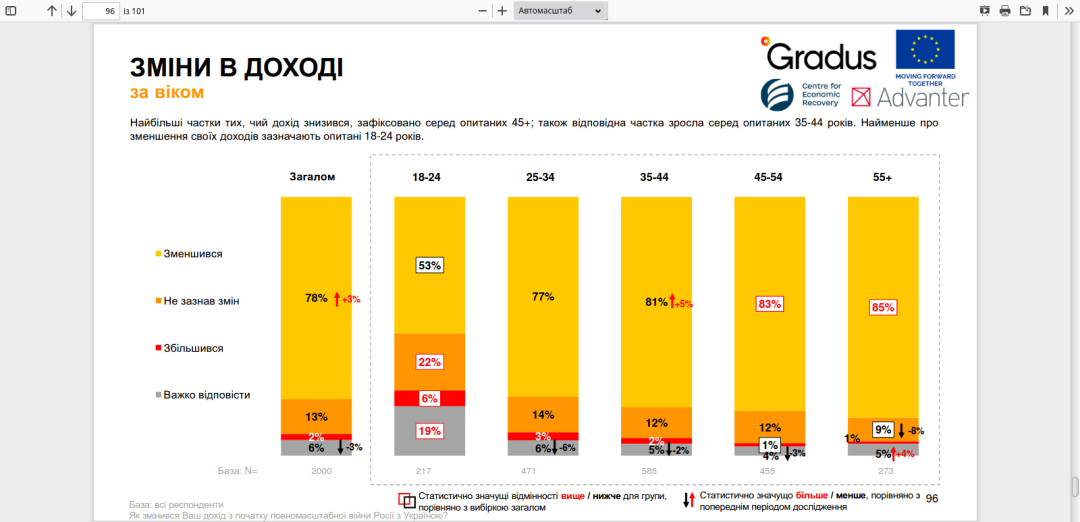 96
із 101
Автомасштаб
ЗМІНИ В ДОХОДІ
за віком
Gradus
MOVING FORWARD
TOGETHER
Centre for
Economic
Recovery
Advanter
Найбільші частки тих, чий дохід знизився, зафіксовано серед опитаних 45+; також відповідна частка зросла серед опитаних 35-44 років. Найменше про
зменшення своїх доходів зазначають опитані 18-24 років.
Загалом 18-24 25-34 35-44 45-54 55+
Зменшився
Не зазнав змін
Збільшився
Важко відповісти
78% +3% 53% 77% 81% +5% 83% 85%
13% 22% 14% 12% 12% 9% -8%
2% 6% 3% 2% 1% 1%
6% -3% 19% 6% -6% 5% -2% 4% -3% 5% +4%
База: N= 2000 217 471 585 455 273
Статистично значущі відмінності вище / нижче для групи,
порівняно з вибіркою загалом
Статистично значущо більше / менше, порівняно з
попереднім періодом дослідження
96
База: всі респонденти
Як змінився Ваш дохід з початку повномасштабної війни Росії з Україною?